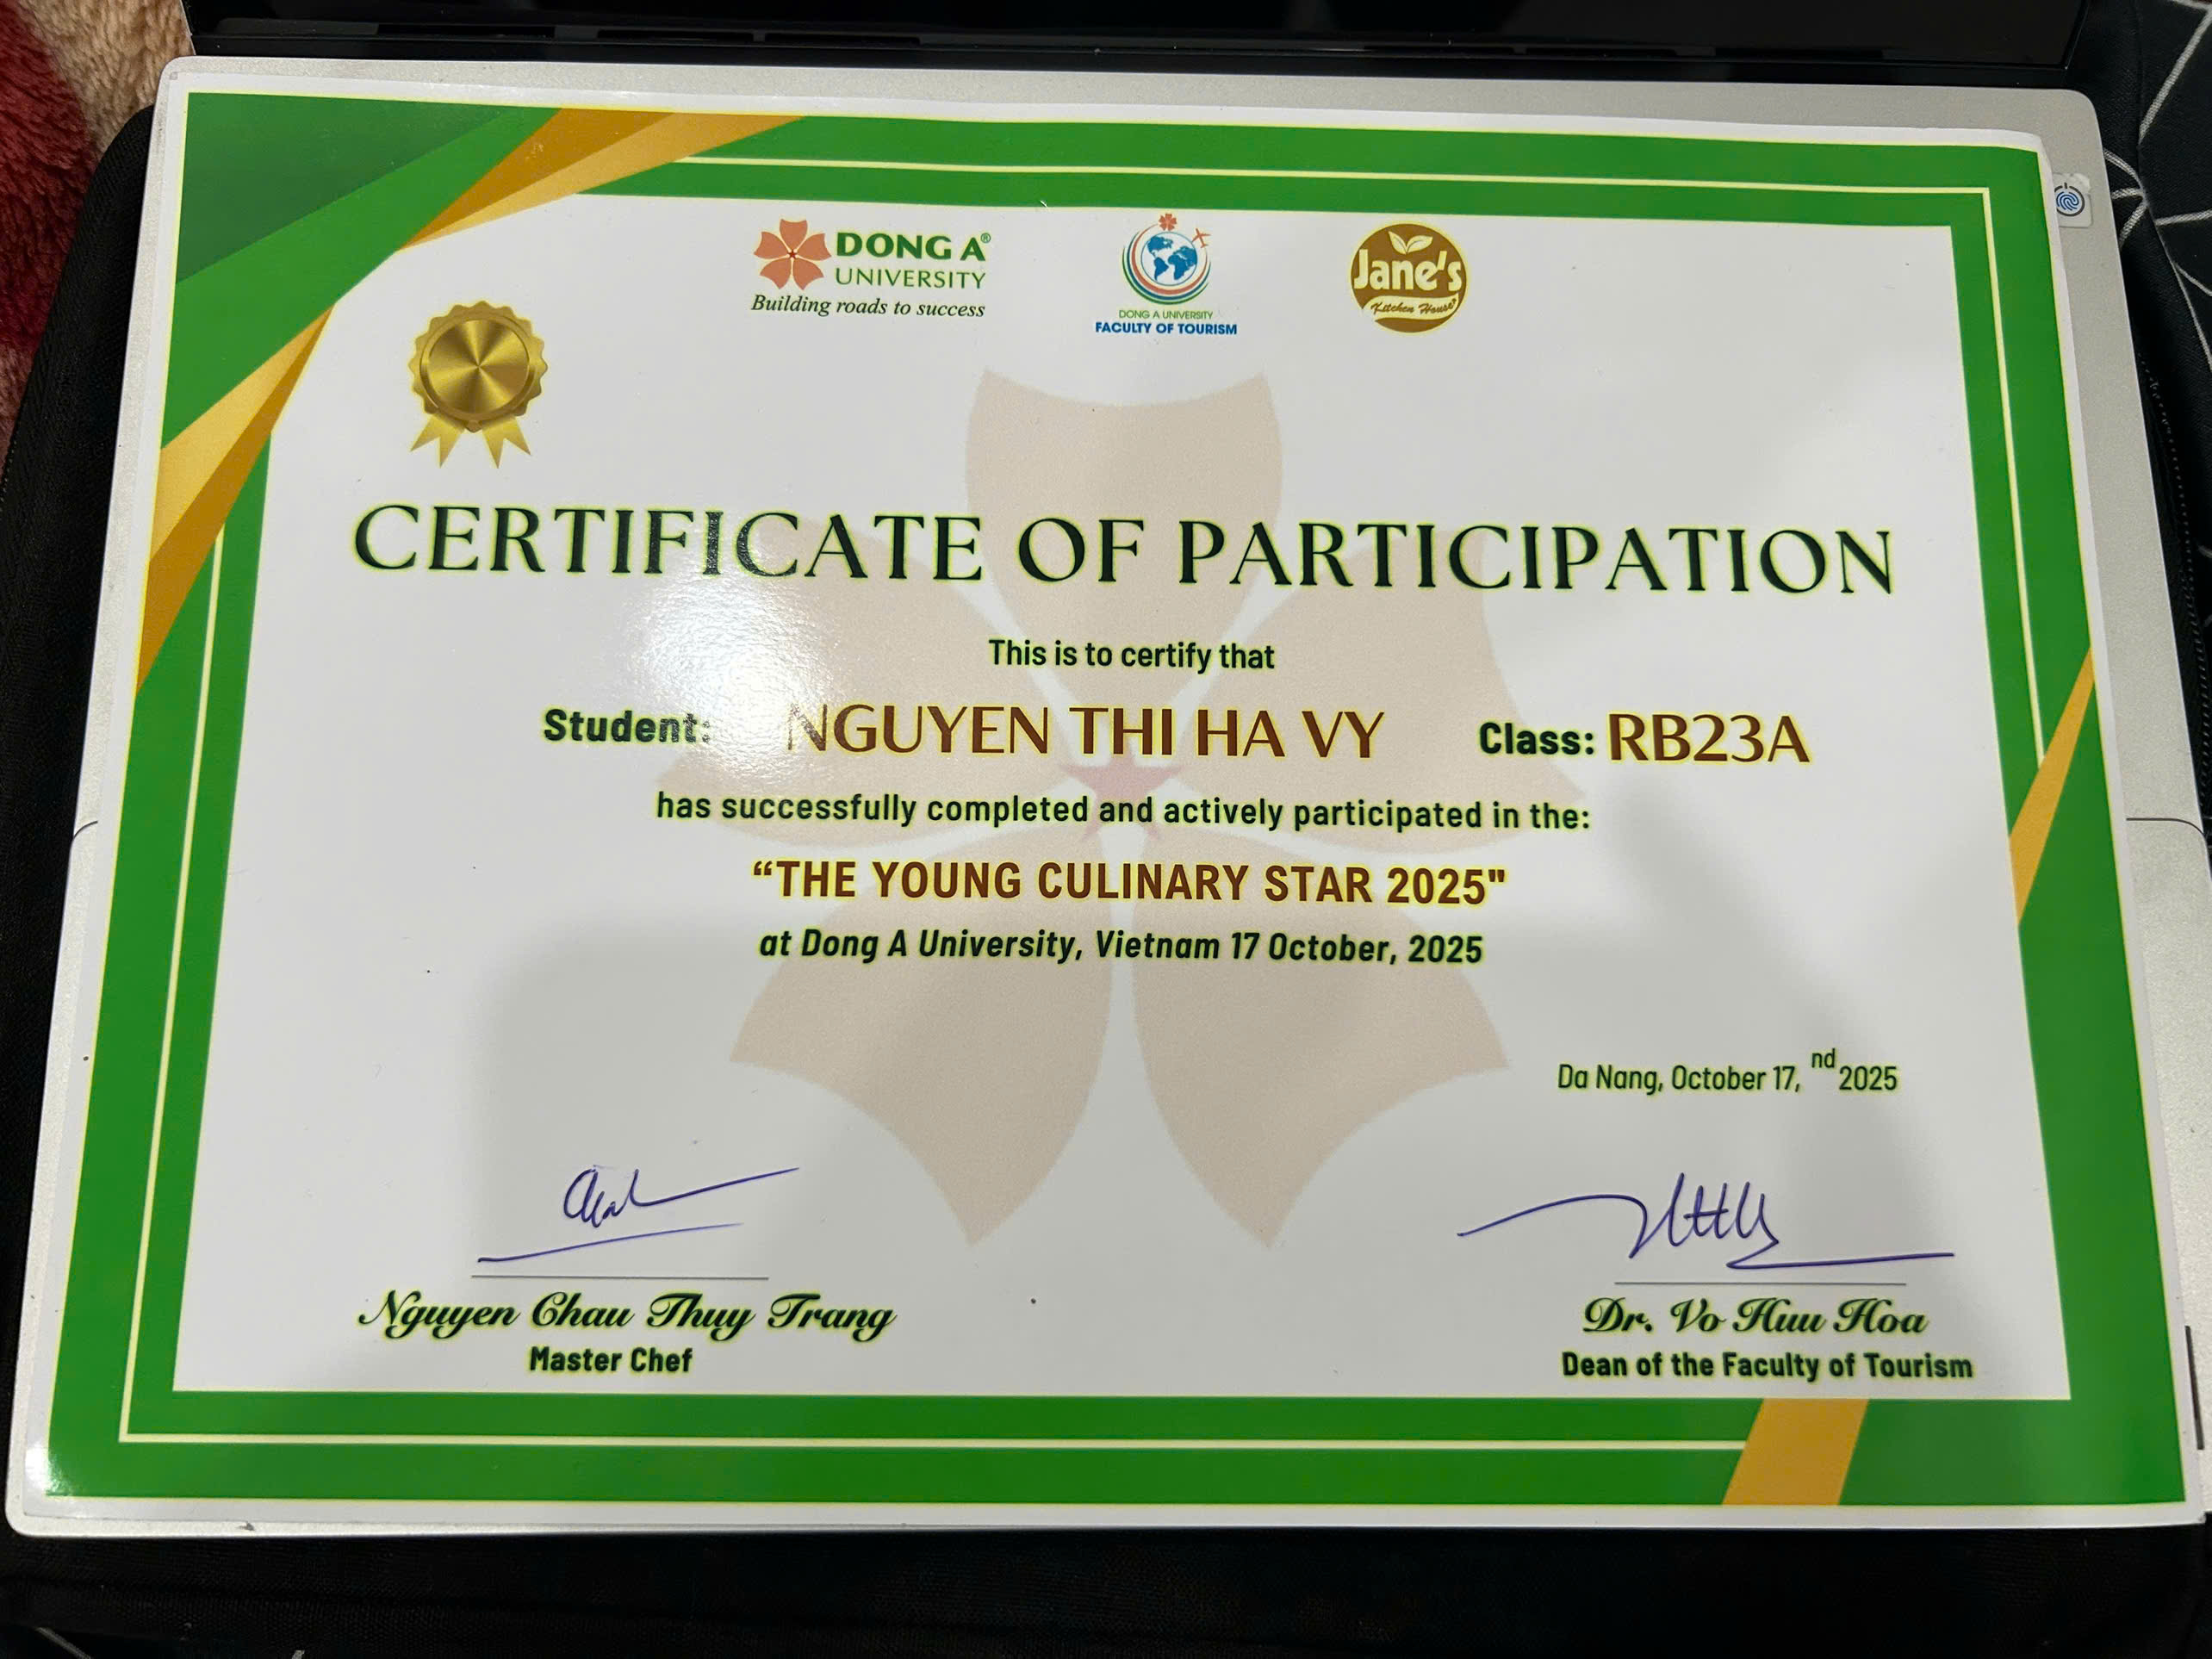 DONG A®
UNIVERSITY
Building roads to success
DONG A UNIVERSITY
FACULTY OF TOURISM
Jane's
Kitchen House
CERTIFICATE OF PARTICIPATION
This is to certify that
Student: NGUYEN THI HA VY Class: RB23A
has successfully completed and actively participated in the:
“THE YOUNG CULINARY STAR 2025"
at Dong A University, Vietnam 17 October, 2025
Da Nang, October 17, nd 2025
Nguyen Chau Thuy Trang
Master Chef
Dr. Vo Huu Hoa
Dean of the Faculty of Tourism